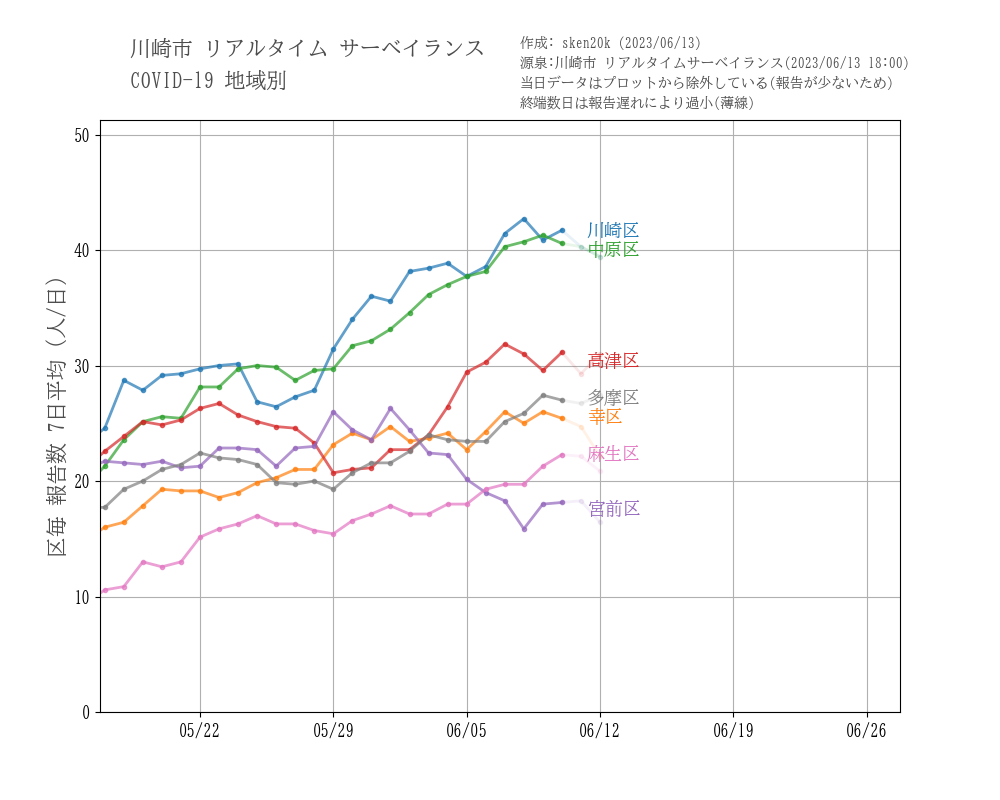 川崎市 リアルタイム サーベイランス
COVID-19 地域別
作成: sken20k (2023/06/13)
源泉:川崎市 リアルタイムサーベイランス(2023/06/13 18:00)
当日データはプロットから除外している(報告が少ないため)
終端数日は報告遅れにより過小(薄線)
区毎 報告数 7日平均 (人/日)
50
40
30
20
10
0
川崎区
中原区
高津区
多摩区
幸区
麻生区
宮前区
05/22
05/29
06/05
06/12
06/19
06/26